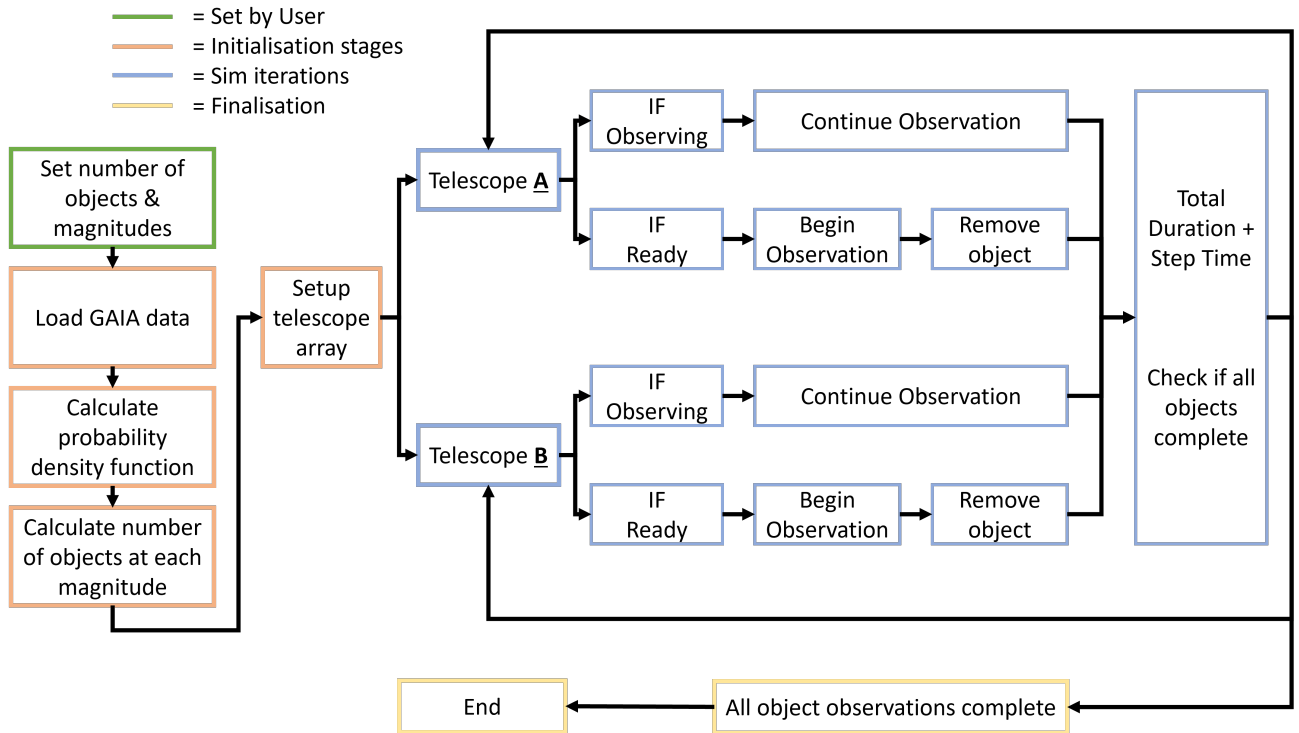 = Set by User
= Initialisation stages
= Sim iterations
= Finalisation
Set number of
objects &
magnitudes
Load GAIA data
Calculate
probability
density function
Calculate number
of objects at each
magnitude
Setup
telescope
array
Telescope A
IF
Observing
Continue Observation
IF
Ready
Begin
Observation
Remove
object
Telescope B
IF
Observing
Continue Observation
IF
Ready
Begin
Observation
Remove
object
Total
Duration +
Step Time
Check if all
objects
complete
All object observations complete
End